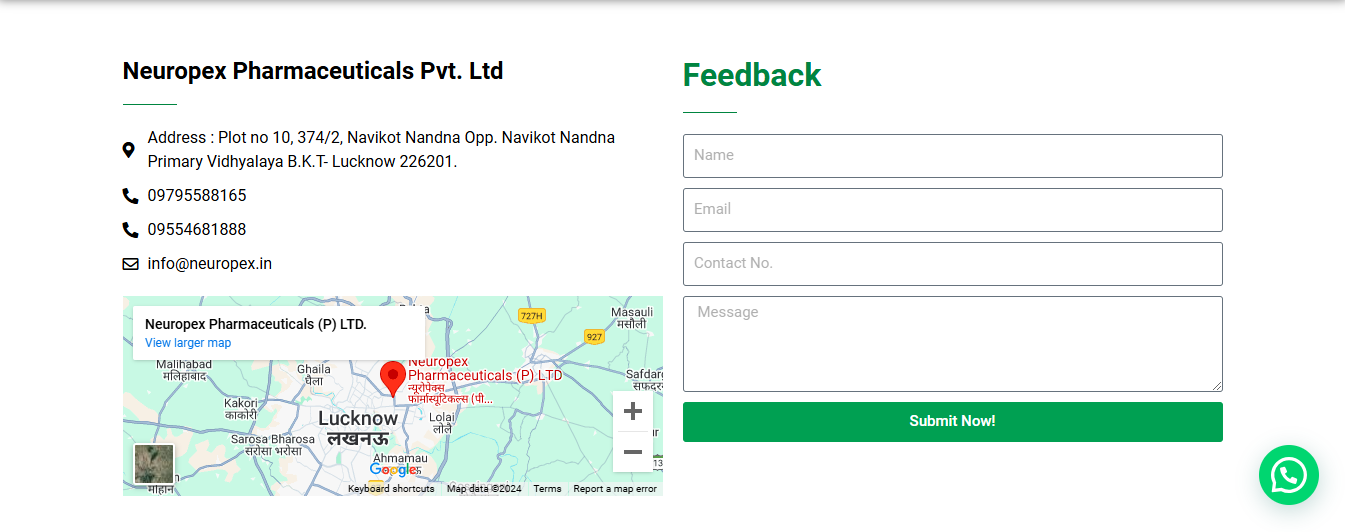 Neuropex Pharmaceuticals Pvt. Ltd
Address : Plot no 10, 374/2, Navikot Nandna Opp. Navikot Nandna
Primary Vidhyalaya B.K.T- Lucknow 226201.
09795588165
09554681888
info@neuropex.in
Neuropex Pharmaceuticals (P) LTD.
View larger map
727H
Masauli
मसौली
927
Malihabad
मलिहाबाद
Ghaila
घैला
Neuropex
Pharmaceuticals (P) LTD
न्यूरोपेक्स
फार्मास्यूटिकल्स (पी...
Safdar
सफदर
Kakori
काकोरी
Lucknow
लखनऊ
Lolai
लोलै
Sarosa Bharosa
सरोसा भरोसा
Ahmamau
Google
मोहान
Keyboard shortcuts
Map data ©2024
Terms
Report a map error
Feedback
Name
Email
Contact No.
Message
Submit Now!